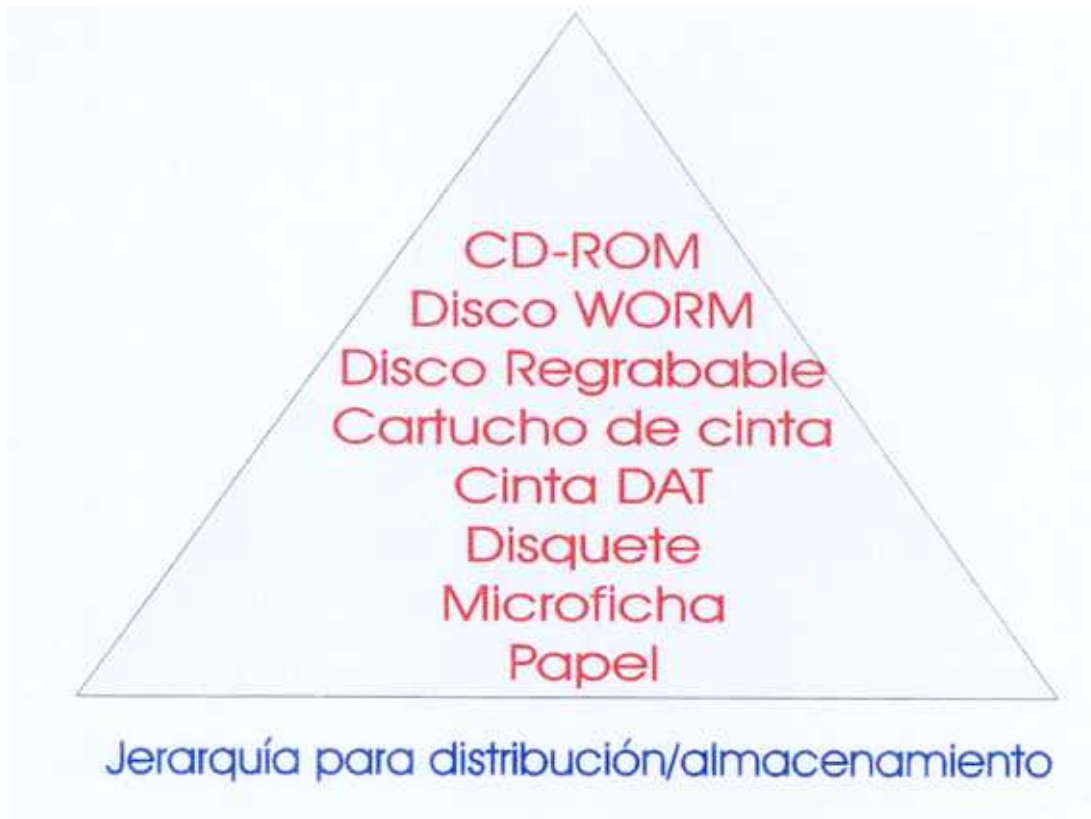 CD-ROM
Disco WORM
Disco Regrabable
Cartucho de cinta
Cinta DAT
Disquete
Microficha
Papel
Jerarquía para distribución/almacenamiento